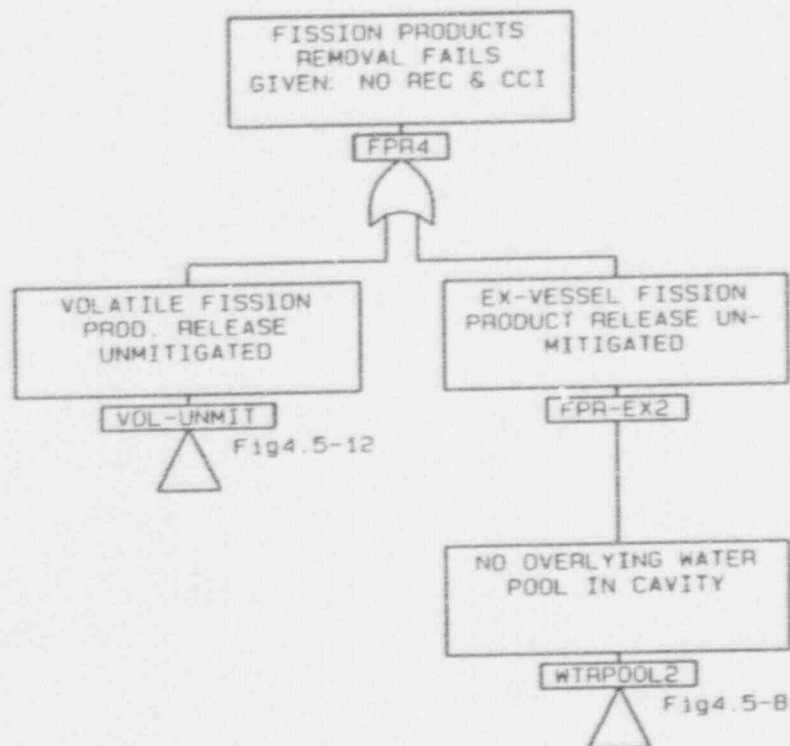 FISSION PRODUCTS
REMOVAL FAILS
GIVEN: NO REC & CCI
FPR4
VOLATILE FISSION
PROD. RELEASE
UNMITIGATED
VOL-UNMIT
Fig4.5-12
EX-VESSEL FISSION
PRODUCT RELEASE UN-
MITIGATED
FPR-EX2
NO OVERLYING WATER
POOL IN CAVITY
WTRPOOL2
Fig4.5-8